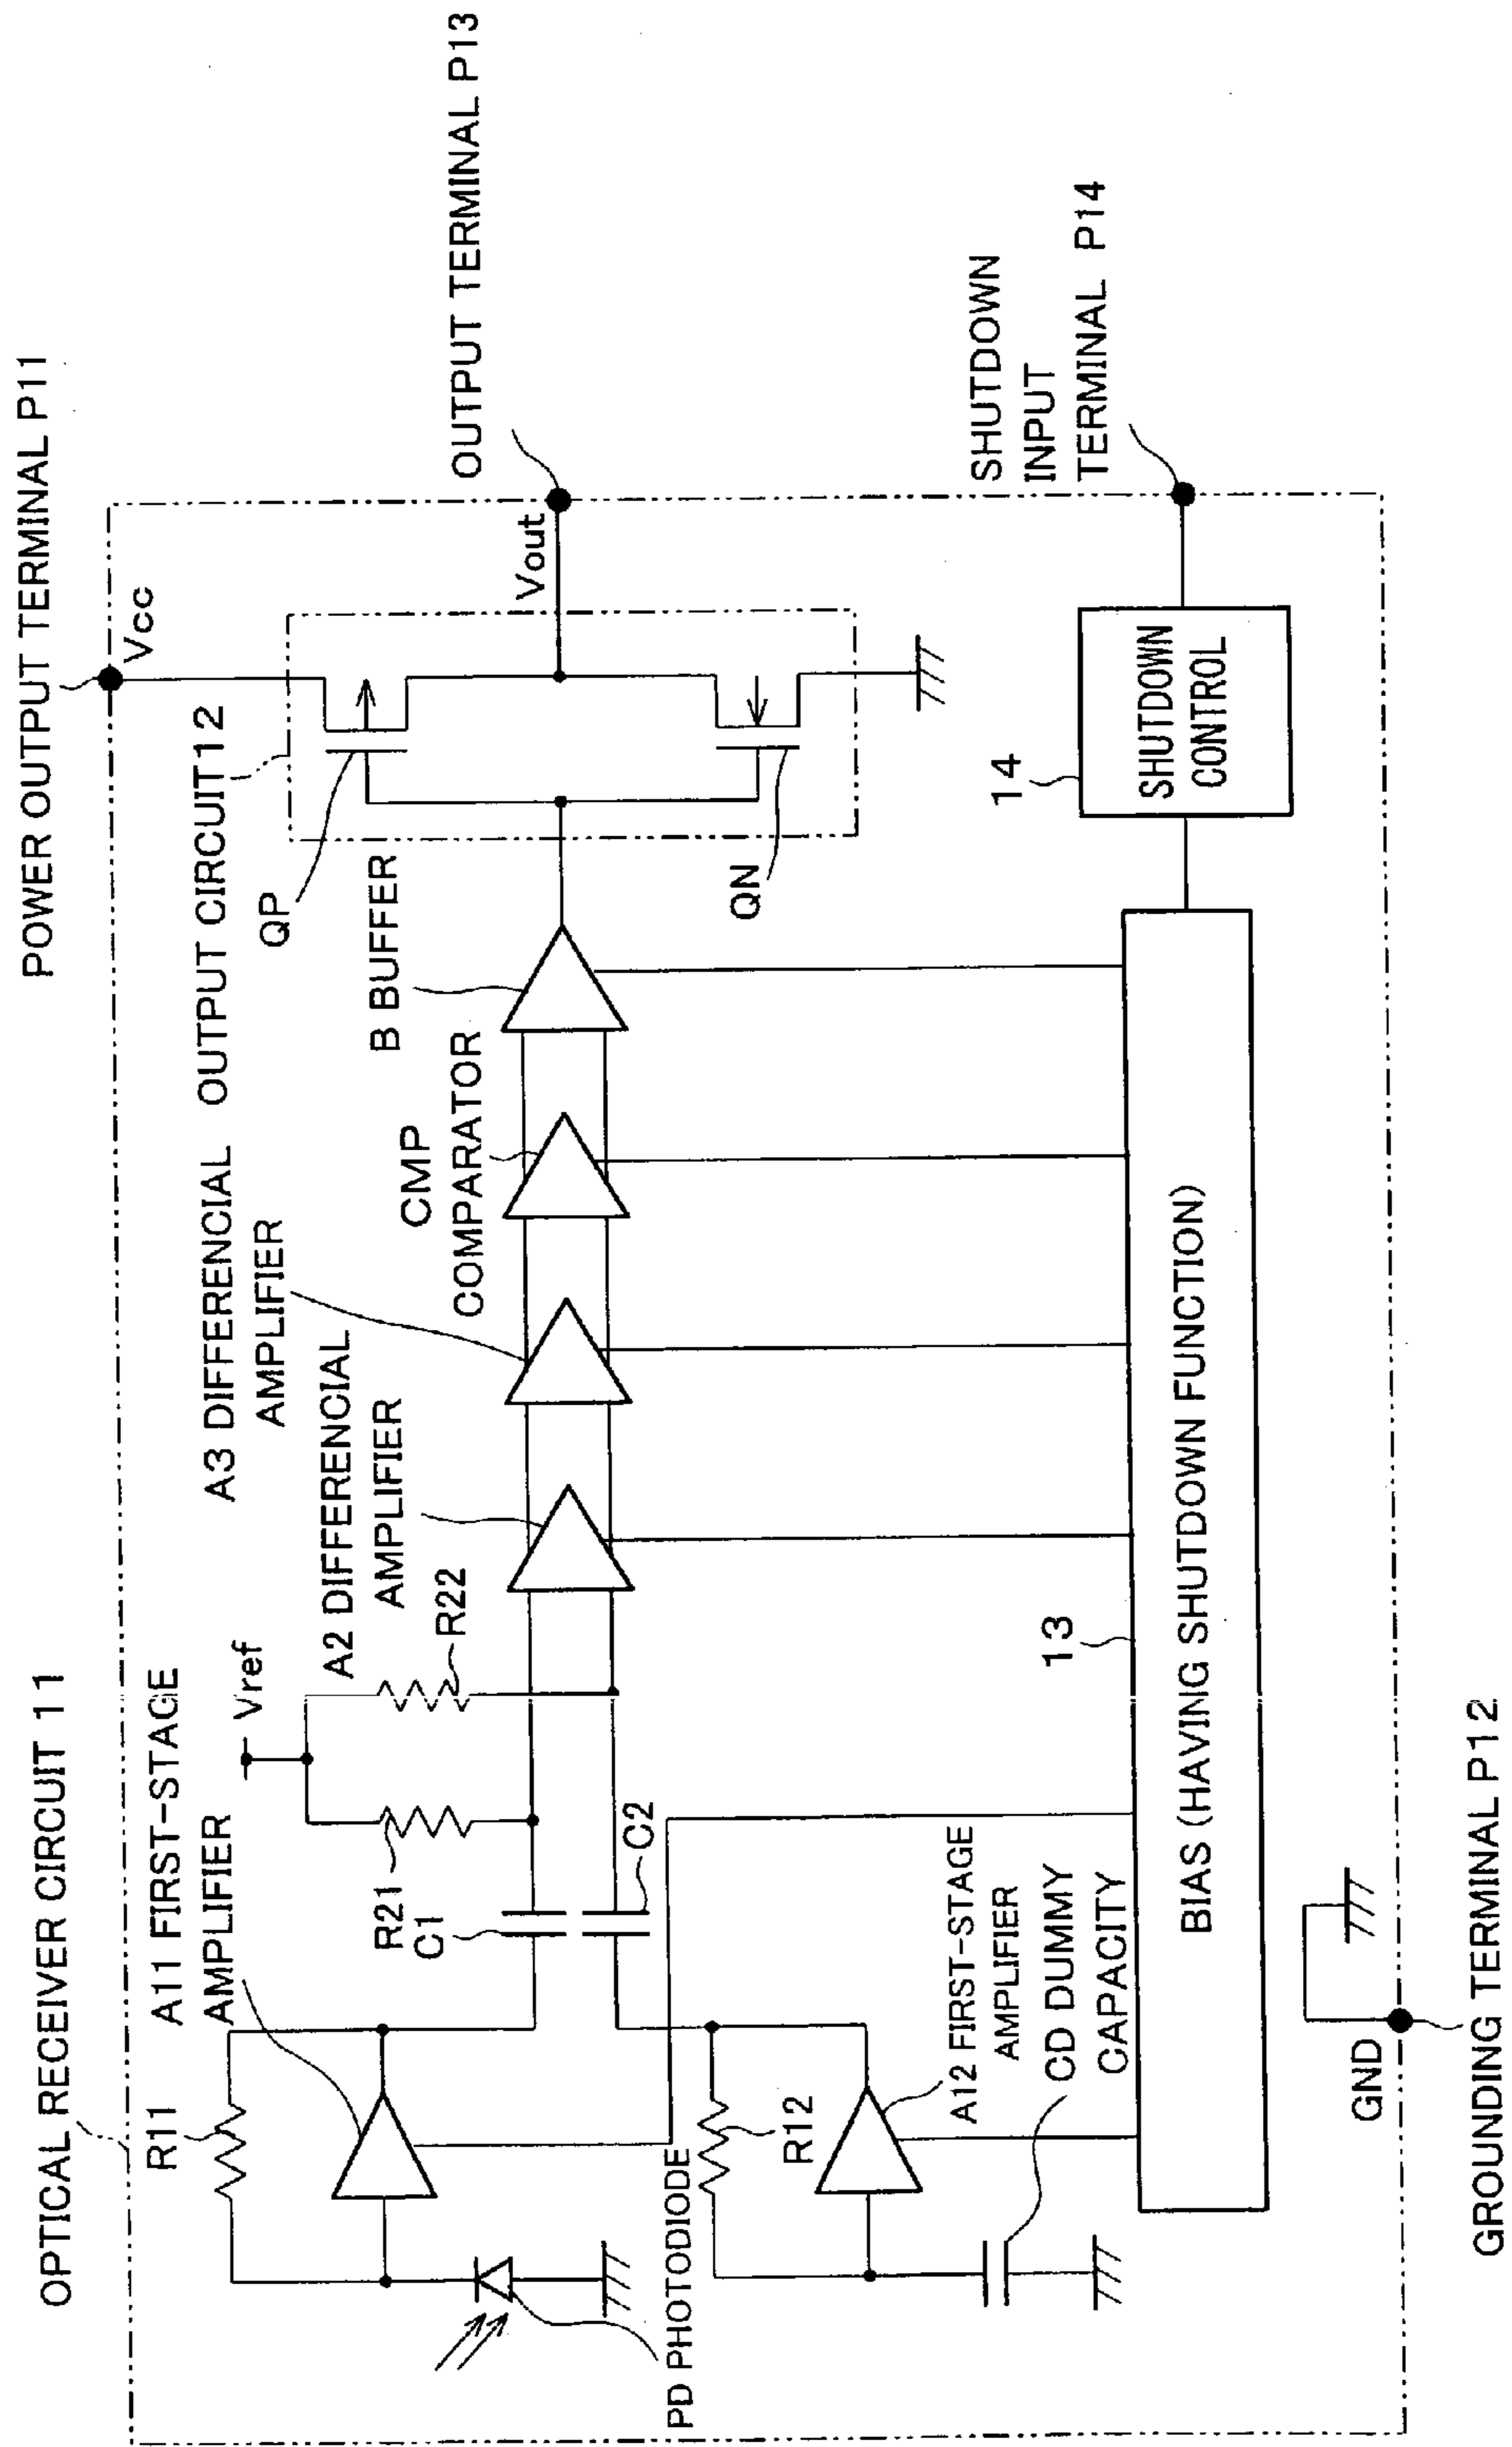 OPTICAL RECEIVER CIRCUIT 11
POWER OUTPUT TERMINAL P11
Vcc
A11 FIRST-STAGE
AMPLIFIER
R11
Vref
A3 DIFFERENCIAL
AMPLIFIER
OUTPUT CIRCUIT12
QP
A2 DIFFERENCIAL
AMPLIFIER
R22
R21
C1
C2
CMP
COMPARATOR
B BUFFER
Vout
OUTPUT TERMINAL P13
PD PHOTODIODE
R12
QN
A12 FIRST-STAGE
AMPLIFIER
CD DUMMY
CAPACITY
13
BIAS (HAVING SHUTDOWN FUNCTION)
14
SHUTDOWN
CONTROL
SHUTDOWN
INPUT
TERMINAL P14
GND
GROUNDING TERMINAL P12